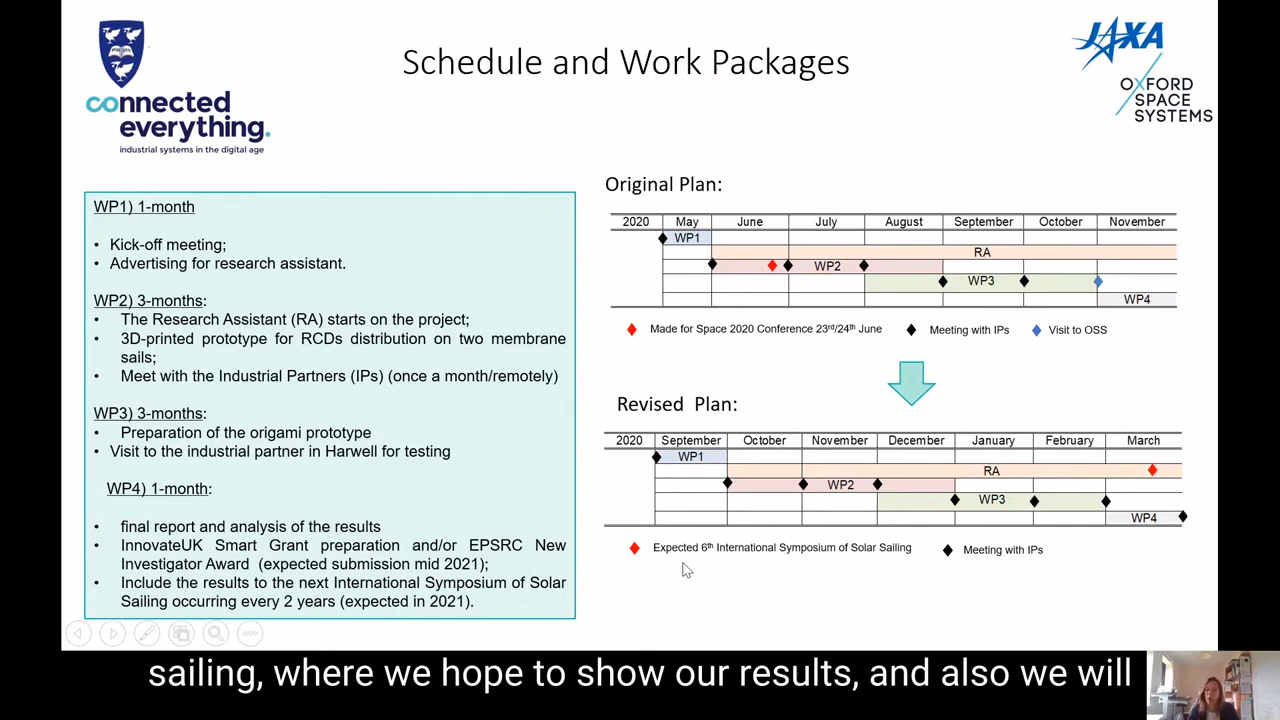 Schedule and Work Packages
connected
everything.
industrial systems in the digital age
JAXA
OXFORD
SPACE
SYSTEMS
WP1) 1-month
• Kick-off meeting;
• Advertising for research assistant.
WP2) 3-months:
• The Research Assistant (RA) starts on the project;
• 3D-printed prototype for RCDs distribution on two membrane
sails;
• Meet with the Industrial Partners (IPs) (once a month/remotely)
WP3) 3-months:
• Preparation of the origami prototype
• Visit to the industrial partner in Harwell for testing
WP4) 1-month:
• final report and analysis of the results
• InnovateUK Smart Grant preparation and/or EPSRC New
Investigator Award (expected submission mid 2021);
• Include the results to the next International Symposium of Solar
Sailing occurring every 2 years (expected in 2021).
Original Plan:
2020 May June July August September October November
WP1
RA
WP2
WP3
WP4
Made for Space 2020 Conference 23rd/24th June Meeting with IPs Visit to OSS
Revised Plan:
2020 September October November December January February March
WP1
RA
WP2
WP3
WP4
Expected 6th International Symposium of Solar Sailing Meeting with IPs
sailing, where we hope to show our results, and also we will